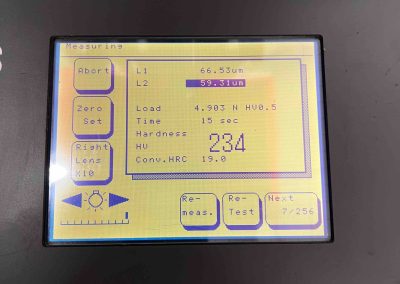 Measuring
Abort
L1 66.53um
L2 59.31um
Zero Set
Load 4.903 N HV0.5
Time 15 sec
Hardness
HV 234
Conv.HRC 19.0
Right Lens X10
Re-meas.
Re-Test
Next 7/256